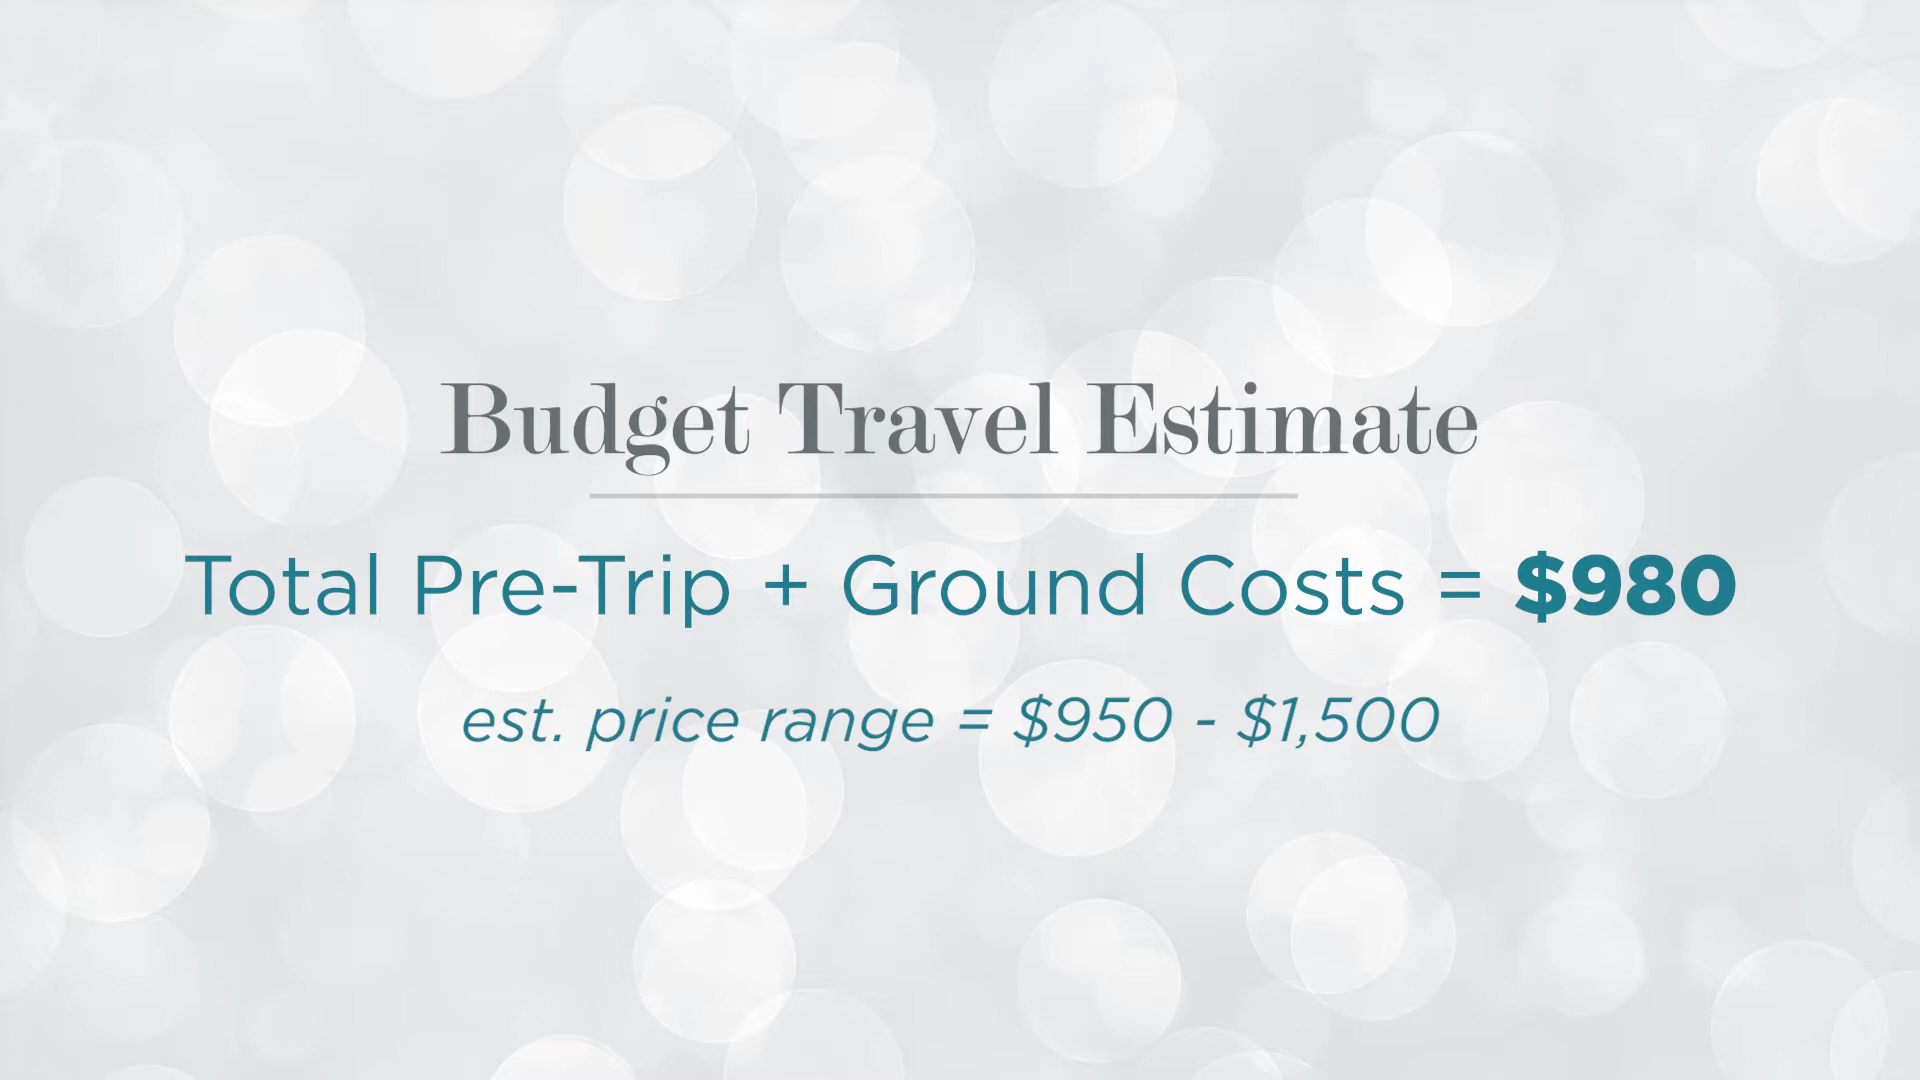 Budget Travel Estimate
Total Pre-Trip + Ground Costs = $980
est. price range = $950 - $1,500